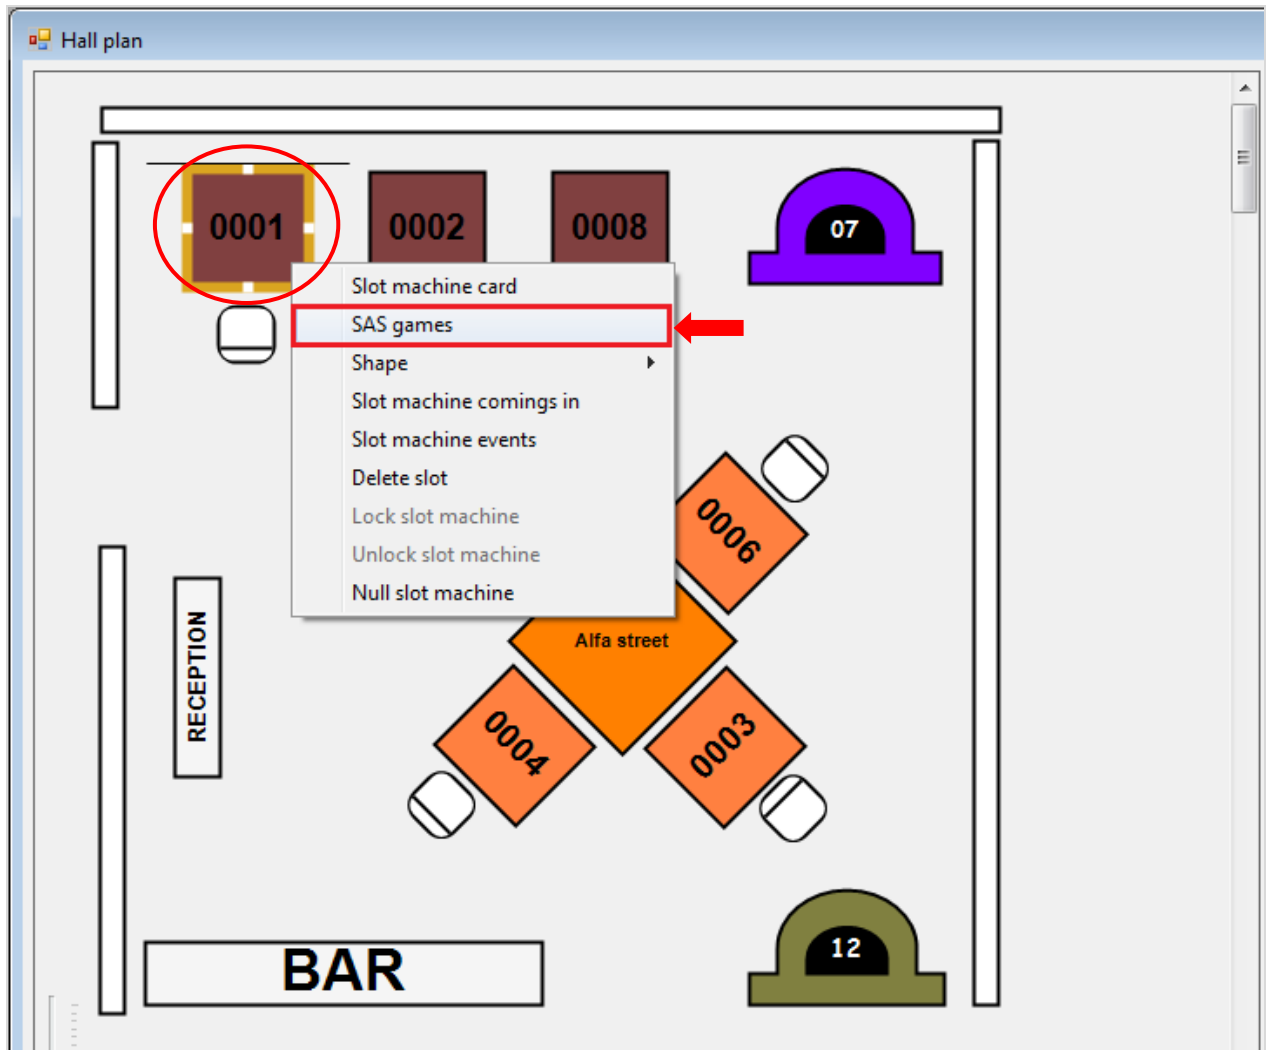 Hall plan
0001
0002
0008
07
Slot machine card
SAS games
Shape
Slot machine comings in
Slot machine events
Delete slot
Lock slot machine
Unlock slot machine
Null slot machine
0006
RECEPTION
Alfa street
0004
0003
BAR
12